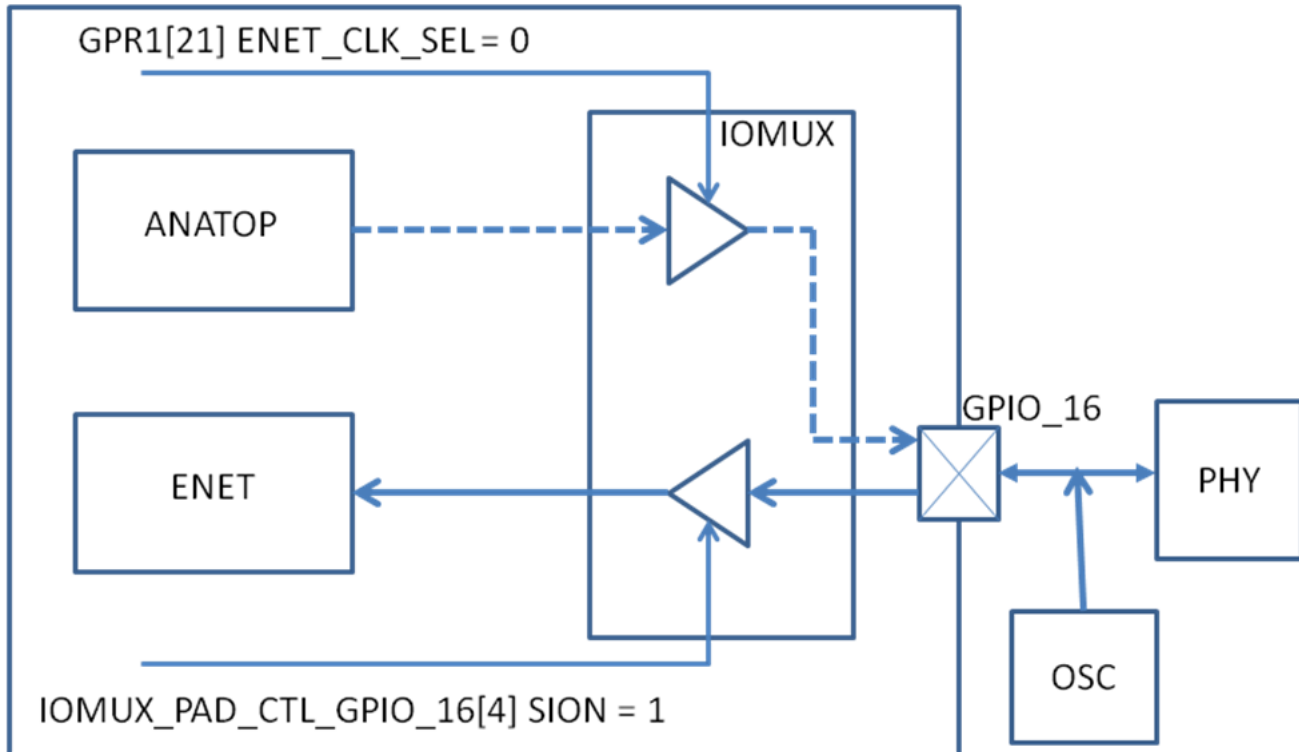 GPR1[21] ENET_CLK_SEL = 0
IOMUX
ANATOP
GPIO_16
ENET
PHY
OSC
IOMUX_PAD_CTL_GPIO_16[4] SION = 1